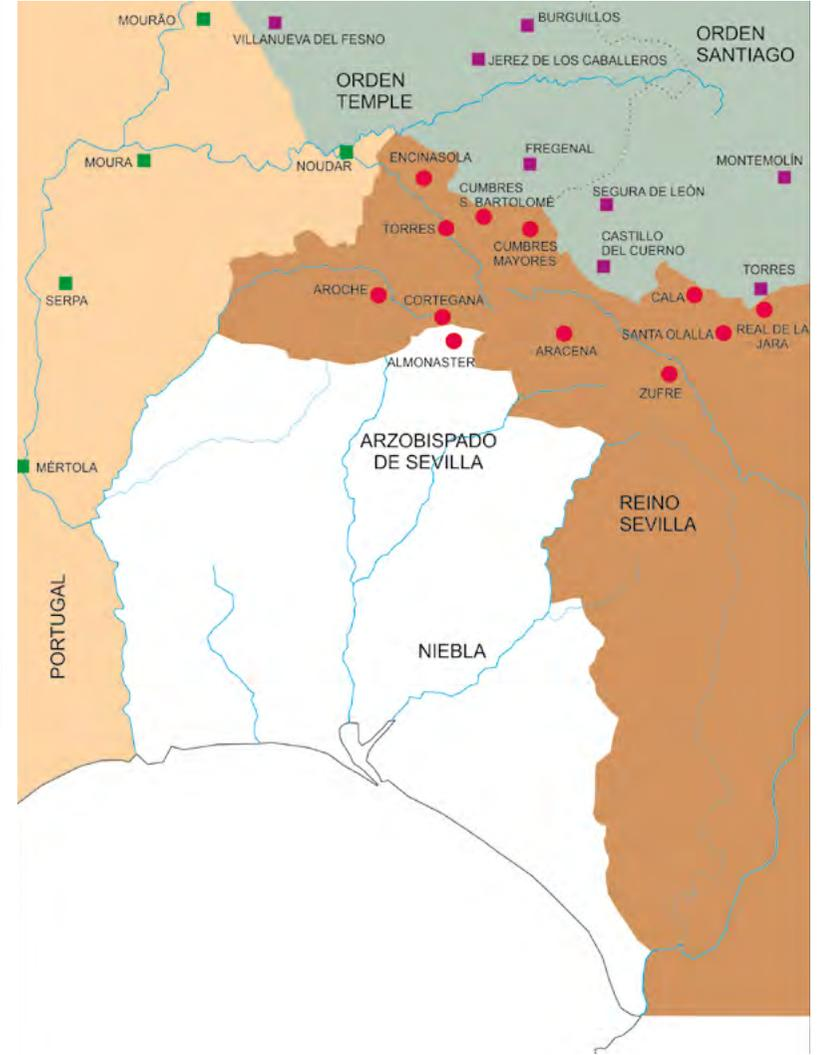 MOURÃO
VILLANUEVA DEL FESNO
BURGUILLOS
ORDEN
SANTIAGO
JEREZ DE LOS CABALLEROS
ORDEN
TEMPLE
MOURA
NOUDAR
ENCINASOLA
FREGENAL
MONTEMOLÍN
CUMBRES
S. BARTOLOMÉ
SEGURA DE LEÓN
TORRES
CUMBRES
MAYORES
CASTILLO
DEL CUERNO
TORRES
SERPA
AROCHE
CORTEGANA
CALA
SANTA OLALLA
REAL DE LA
JARA
ALMONASTER
ARACENA
ZUFRE
ARZOBISPADO
DE SEVILLA
MÉRTOLA
REINO
SEVILLA
PORTUGAL
NIEBLA